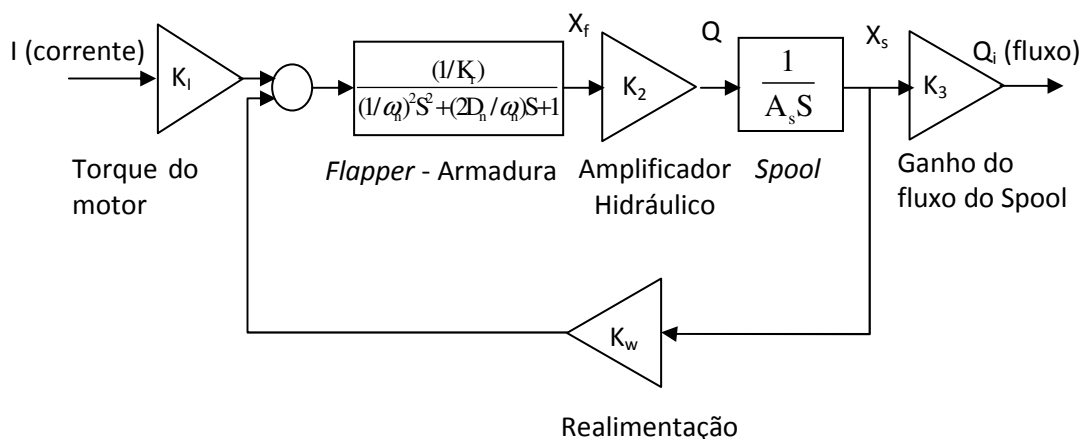 I (corrente)
K_I
(1/K_r)
(1/ω_n)²S²+(2D_n/ω_n)S+1
X_f
K_2
Q
1
A_sS
X_s
K_3
Q_i (fluxo)
Torque do
motor
Flapper - Armadura
Amplificador
Hidráulico
Spool
Ganho do
fluxo do Spool
K_w
Realimentação